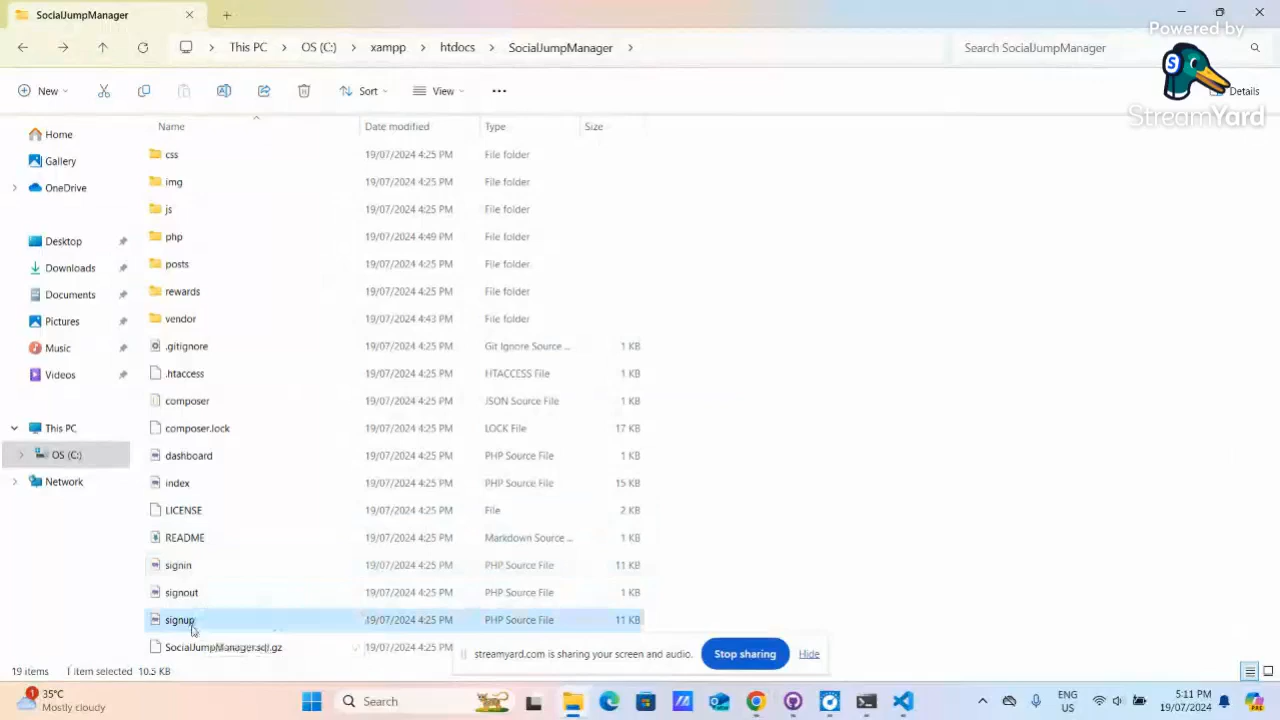 SocialJumpManager
Powered by
This PC > OS (C:) > xampp > htdocs > SocialJumpManager >
Search SocialJumpManager
S
New
Sort
View
Details
StreamYard
Name
Date modified
Type
Size
Home
Gallery
OneDrive
Desktop
Downloads
Documents
Pictures
Music
Videos
This PC
OS (C:)
Network
css 19/07/2024 4:25 PM File folder
img 19/07/2024 4:25 PM File folder
js 19/07/2024 4:25 PM File folder
php 19/07/2024 4:49 PM File folder
posts 19/07/2024 4:25 PM File folder
rewards 19/07/2024 4:25 PM File folder
vendor 19/07/2024 4:43 PM File folder
.gitignore 19/07/2024 4:25 PM Git Ignore Source ... 1 KB
.htaccess 19/07/2024 4:25 PM HTACCESS File 1 KB
composer 19/07/2024 4:25 PM JSON Source File 1 KB
composer.lock 19/07/2024 4:25 PM LOCK File 17 KB
dashboard 19/07/2024 4:25 PM PHP Source File 4 KB
index 19/07/2024 4:25 PM PHP Source File 15 KB
LICENSE 19/07/2024 4:25 PM File 2 KB
README 19/07/2024 4:25 PM Markdown Source ... 1 KB
signin 19/07/2024 4:25 PM PHP Source File 11 KB
signout 19/07/2024 4:25 PM PHP Source File 1 KB
signup 19/07/2024 4:25 PM PHP Source File 11 KB
SocialJumpManager.sql.gz 19/07/2024 4:25 PM
streamyard.com is sharing your screen and audio.
Stop sharing
Hide
19 items
1 item selected 10.5 KB
35°C
Mostly cloudy
Search
ENG
US
5:11 PM
19/07/2024